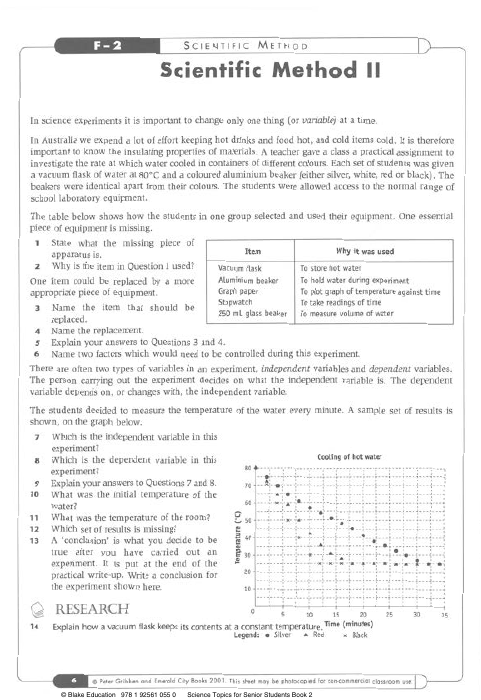 F-2
SCIENTIFIC METHOD
Scientific Method II
In science experiments it is important to change only one thing (or variable) at a time.
In Australia we expend a lot of effort keeping hot drinks and food hot, and cold items cold. It is therefore
important to know the insulating properties of materials. A teacher gave a class a practical assignment to
investigate the rate at which water cooled in containers of different colours. Each set of students was given
a vacuum flask of water at 80°C and a coloured aluminium beaker (either silver, white, red or black). The
beakers were identical apart from their colours. The students were allowed access to the normal range of
school laboratory equipment.
The table below shows how the students in one group selected and used their equipment. One essential
piece of equipment is missing.
1 State what the missing piece of
apparatus is.
2 Why is the item in Question 1 used?
One item could be replaced by a more
appropriate piece of equipment.
3 Name the item that should be
replaced.
4 Name the replacement.
5 Explain your answers to Questions 3 and 4.
6 Name two factors which would need to be controlled during this experiment.
Item Why it was used
Vacuum flask To store hot water
Aluminium beaker To hold water during experiment
Graph paper To plot graph of temperature against time
Stopwatch To take readings of time
250 mL glass beaker To measure volume of water
There are often two types of variables in an experiment, independent variables and dependent variables.
The person carrying out the experiment decides on what the independent variable is. The dependent
variable depends on, or changes with, the independent variable.
The students decided to measure the temperature of the water every minute. A sample set of results is
shown, on the graph below.
7 Which is the independent variable in this
experiment?
8 Which is the dependent variable in this
experiment?
9 Explain your answers to Questions 7 and 8.
10 What was the initial temperature of the
water?
11 What was the temperature of the room?
12 Which set of results is missing?
13 A 'conclusion' is what you decide to be
true after you have carried out an
experiment. It is put at the end of the
practical write-up. Write a conclusion for
the experiment shown here.
Cooling of hot water
80
70
60
50
40
30
20
10
Temperature (°C)
0 5 10 15 20 25 30 35
Time (minutes)
Legend: Silver Red Black
RESEARCH
14 Explain how a vacuum flask keeps its contents at a constant temperature.
6 © Peter Gribben and Emerald City Books 2001. This sheet may be photocopied for non-commercial classroom use.
© Blake Education 978 1 92561 055 0 Science Topics for Senior Students Book 2